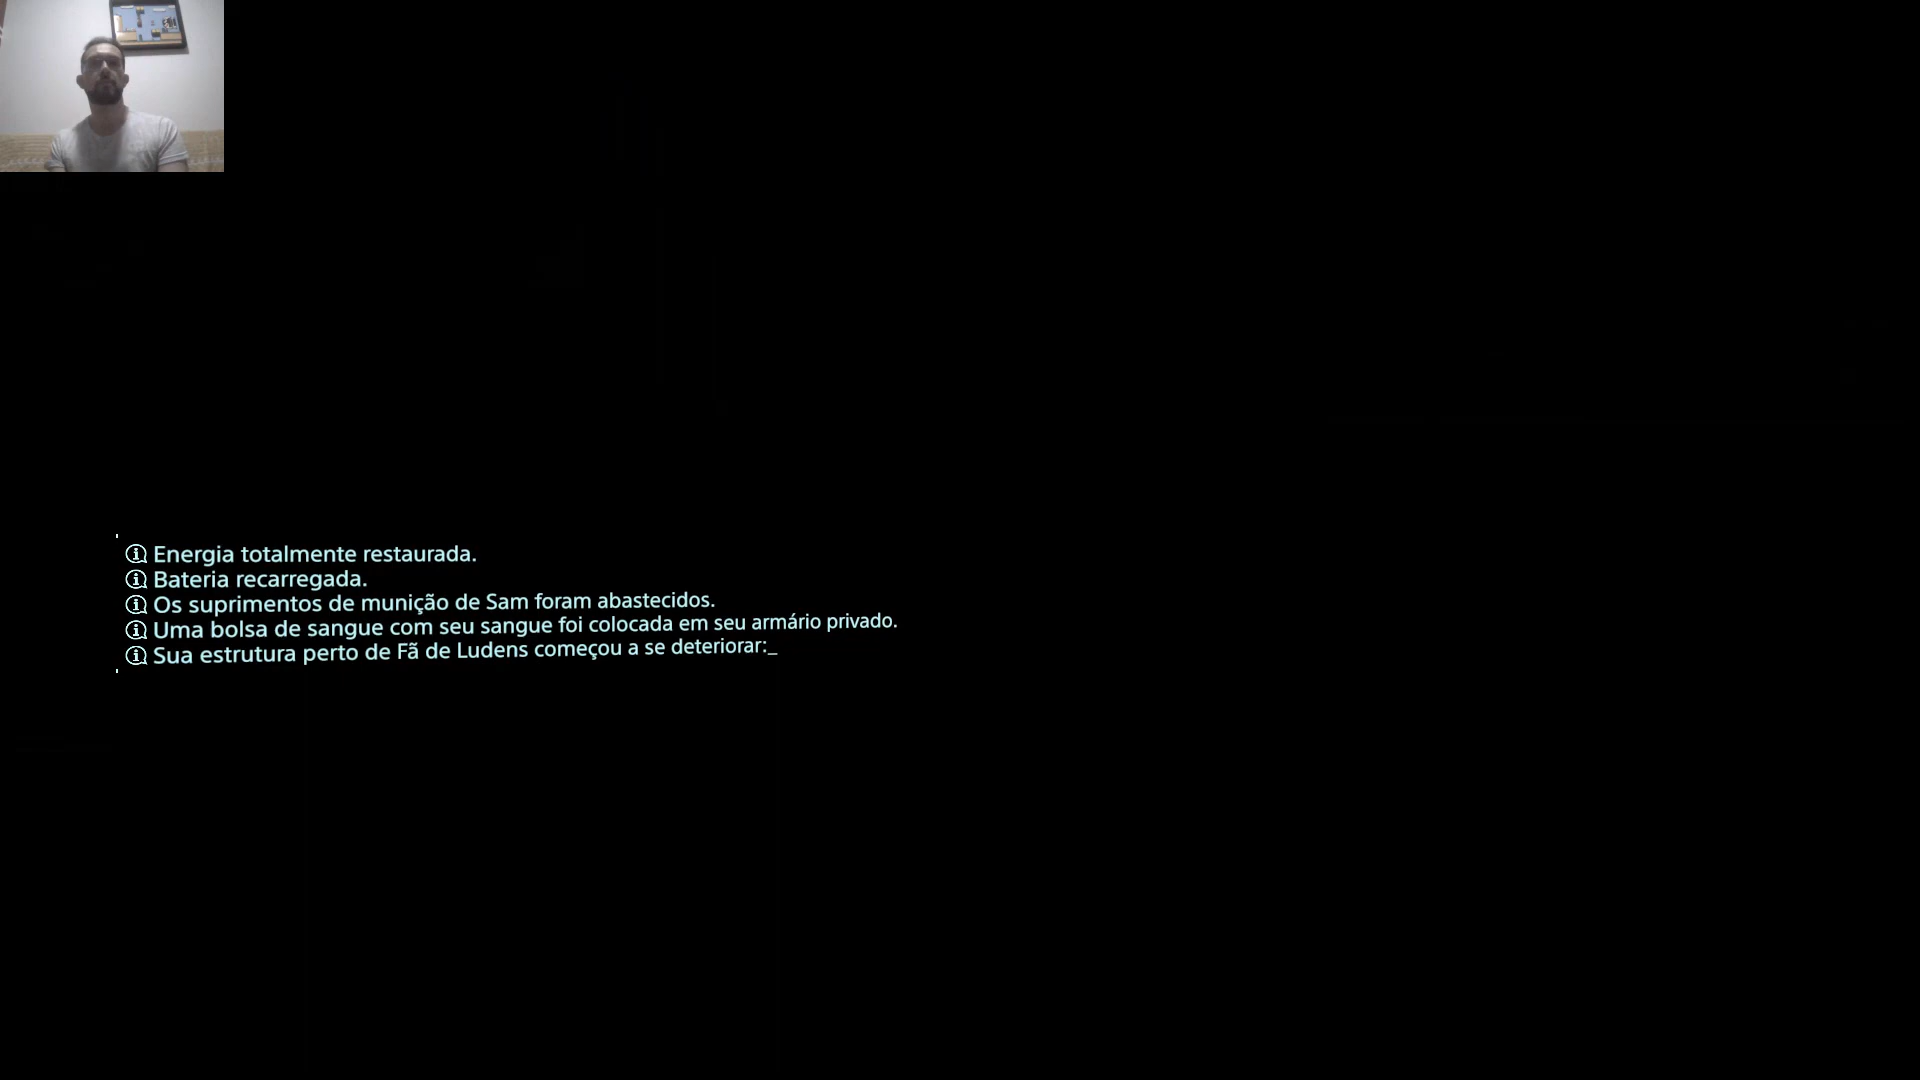 Energia totalmente restaurada.
Bateria recarregada.
Os suprimentos de munição de Sam foram abastecidos.
Uma bolsa de sangue com seu sangue foi colocada em seu armário privado.
Sua estrutura perto de Fã de Ludens começou a se deteriorar:_